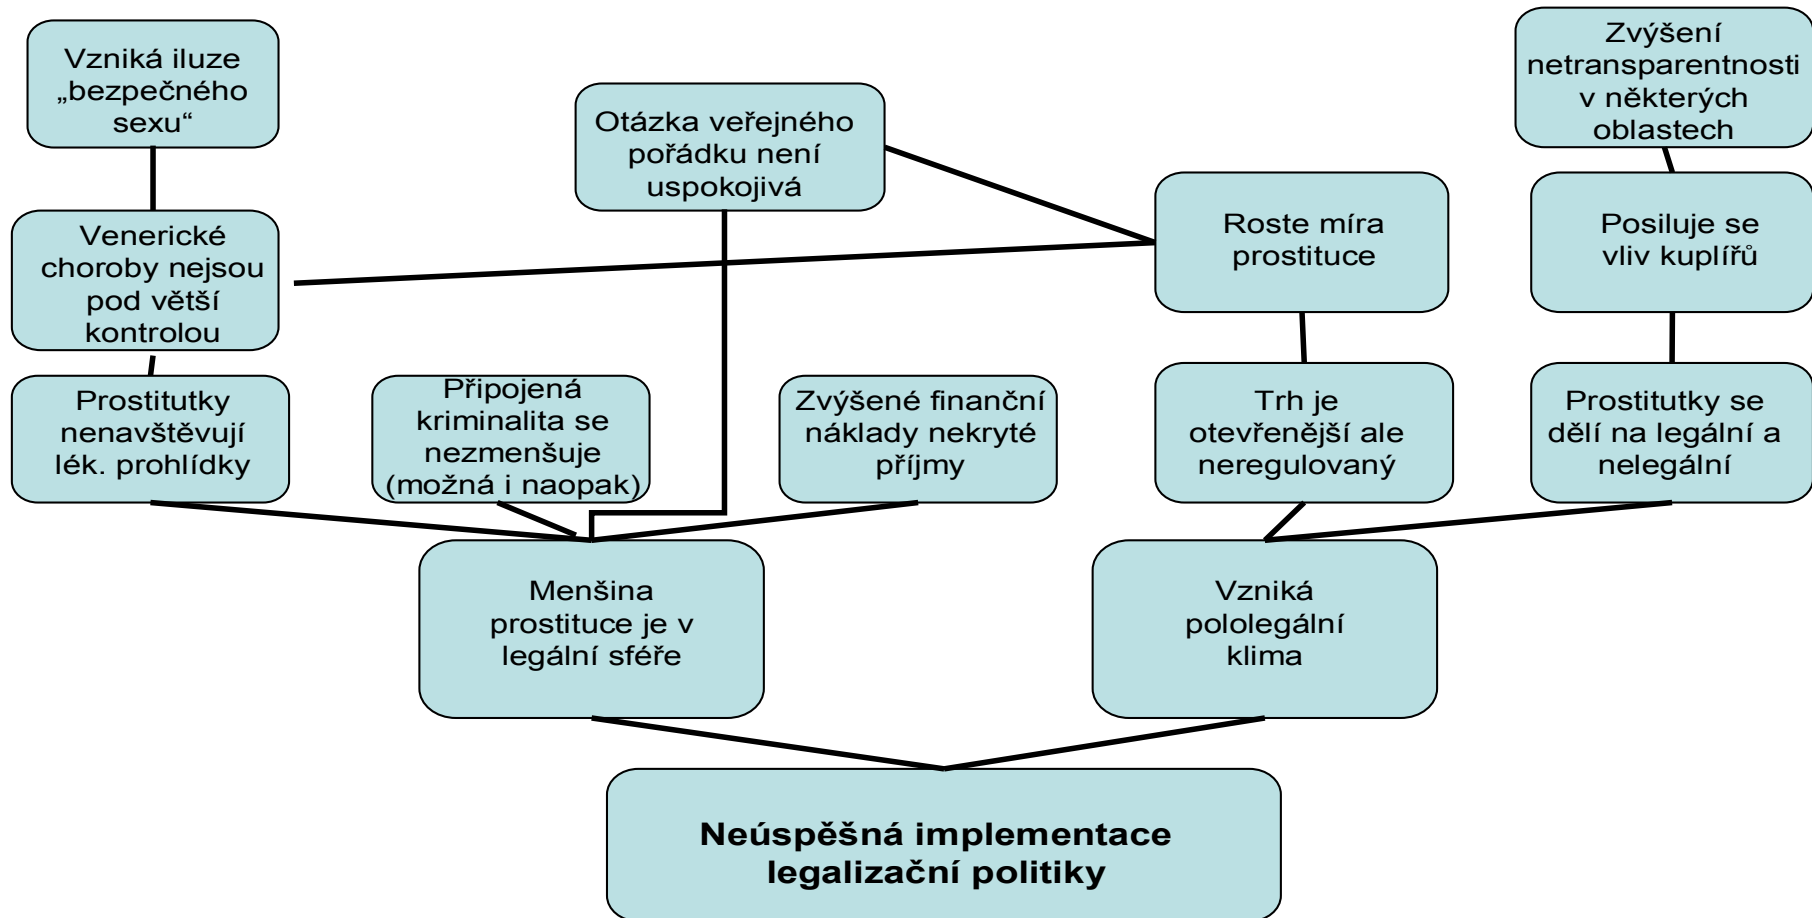 Vzniká iluze
„bezpečného
sexu“
Otázka veřejného
pořádku není
uspokojivá
Zvýšení
netransparentnosti
v některých
oblastech
Venerické
choroby nejsou
pod větší
kontrolou
Roste míra
prostituce
Posiluje se
vliv kuplířů
Prostitutky
nenavštěvují
lék. prohlídky
Připojená
kriminalita se
nezmenšuje
(možná i naopak)
Zvýšené finanční
náklady nekryté
příjmy
Trh je
otevřenější ale
neregulovaný
Prostitutky se
dělí na legální a
nelegální
Menšina
prostituce je v
legální sféře
Vzniká
pololegální
klima
Neúspěšná implementace
legalizační politiky